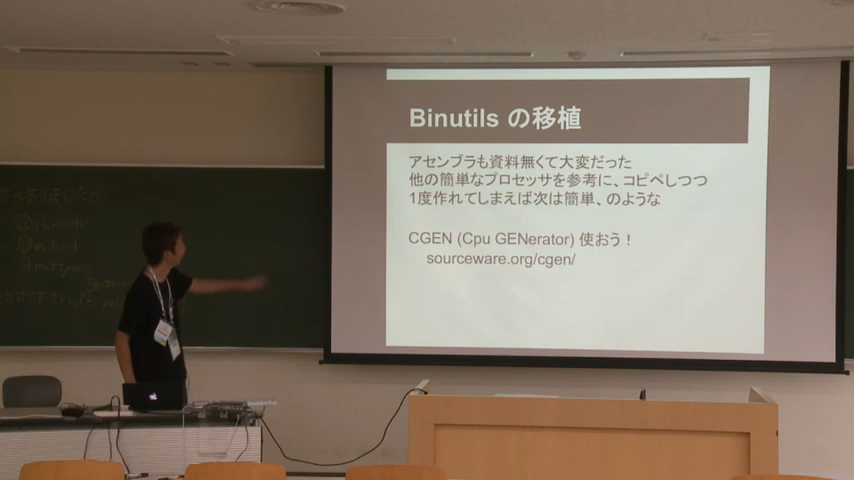 Binutils の移植
アセンブラも資料無くて大変だった
他の簡単なプロセッサを参考に、コピペしつつ
1度作れてしまえば次は簡単、のような
CGEN (Cpu GENerator) 使おう！
sourceware.org/cgen/